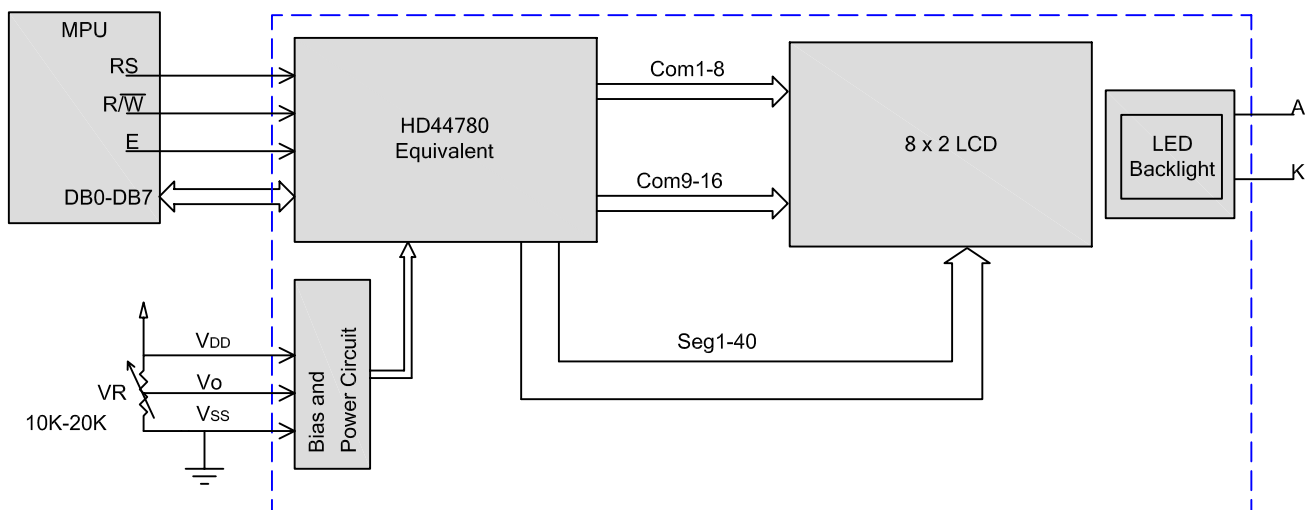 MPU
RS
R/W̅
E
DB0-DB7
HD44780
Equivalent
Com1-8
Com9-16
8 x 2 LCD
LED
Backlight
A
K
Seg1-40
VDD
Vo
VSS
VR
10K-20K
Bias and
Power Circuit